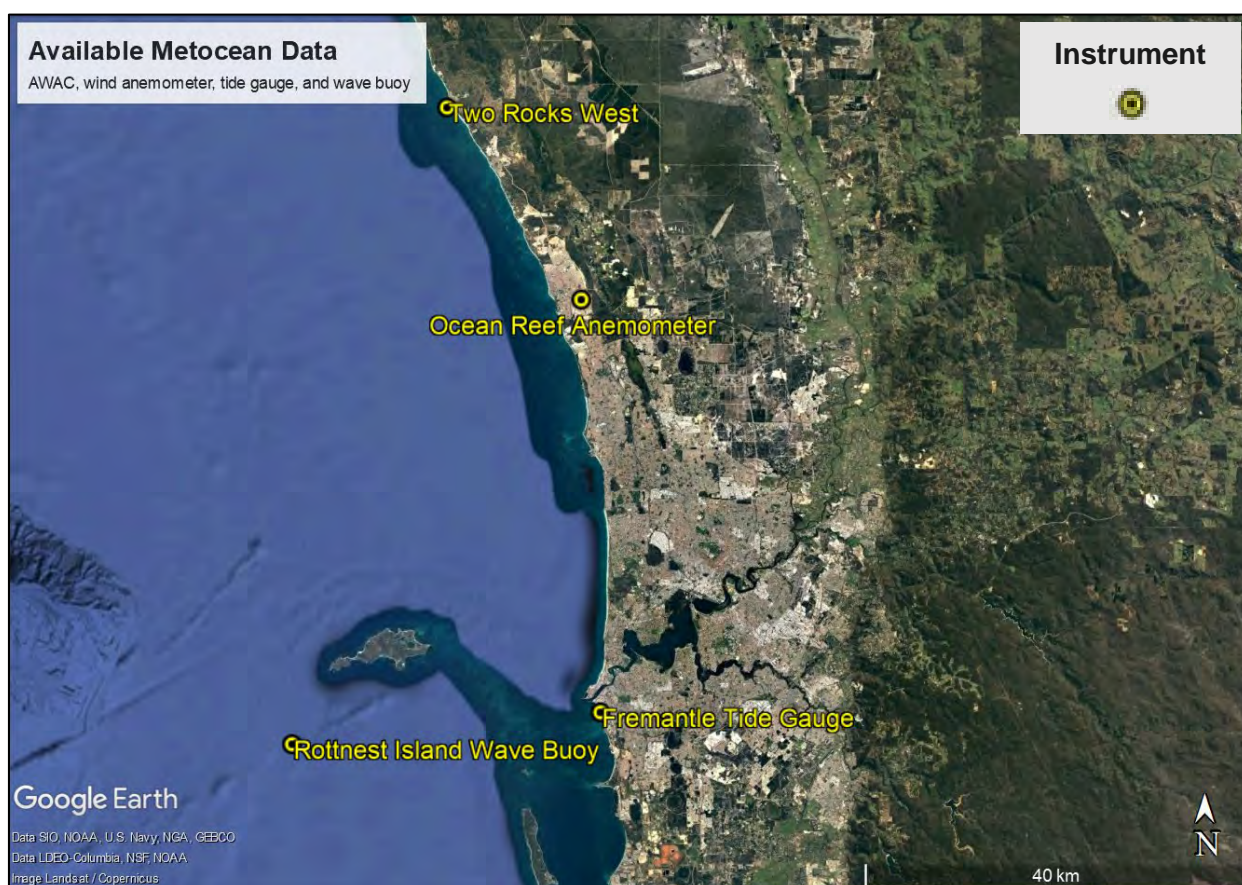 Available Metocean Data
AWAC, wind anemometer, tide gauge, and wave buoy
Instrument
Two Rocks West
Ocean Reef Anemometer
Fremantle Tide Gauge
Rottnest Island Wave Buoy
Google Earth
Data SIO, NOAA, U.S. Navy, NGA, GEBCO
Data LDEO-Columbia, NSF, NOAA
Image Landsat / Copernicus
N
40 km